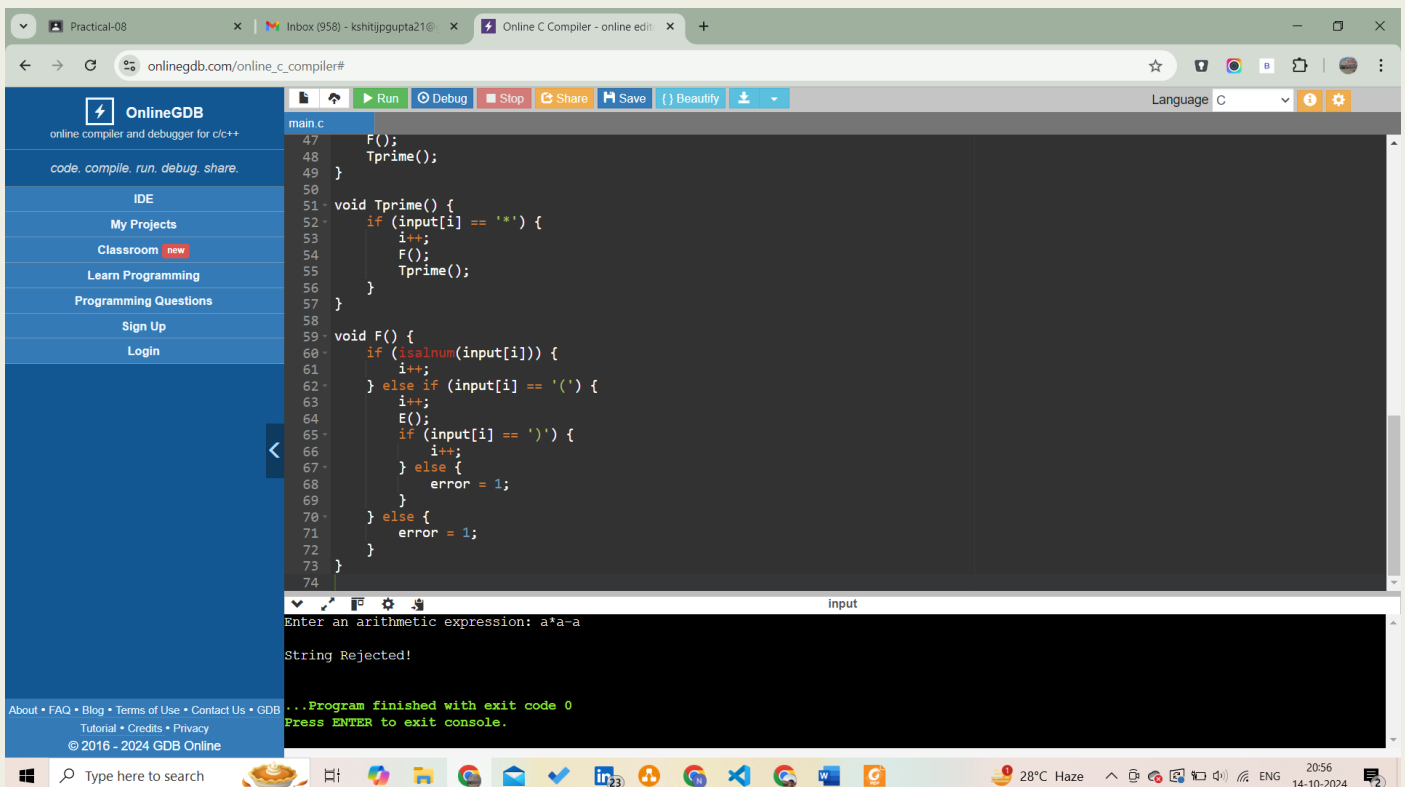 Practical-08
Inbox (958) - kshitijpgupta21@
Online C Compiler - online edit
onlinegdb.com/online_c_compiler#
OnlineGDB
online compiler and debugger for c/c++
code. compile. run. debug. share.
IDE
My Projects
Classroom new
Learn Programming
Programming Questions
Sign Up
Login
About • FAQ • Blog • Terms of Use • Contact Us • GDB
Tutorial • Credits • Privacy
© 2016 - 2024 GDB Online
Run Debug Stop Share Save { } Beautify
Language C
main.c
47     F();
48     Tprime();
49 }
50
51 void Tprime() {
52     if (input[i] == '*') {
53         i++;
54         F();
55         Tprime();
56     }
57 }
58
59 void F() {
60     if (isalnum(input[i])) {
61         i++;
62     } else if (input[i] == '(') {
63         i++;
64         E();
65         if (input[i] == ')') {
66             i++;
67         } else {
68             error = 1;
69         }
70     } else {
71         error = 1;
72     }
73 }
74
input
Enter an arithmetic expression: a*a-a
String Rejected!
...Program finished with exit code 0
Press ENTER to exit console.
Type here to search
23
28°C Haze
ENG
20:56
14-10-2024
2